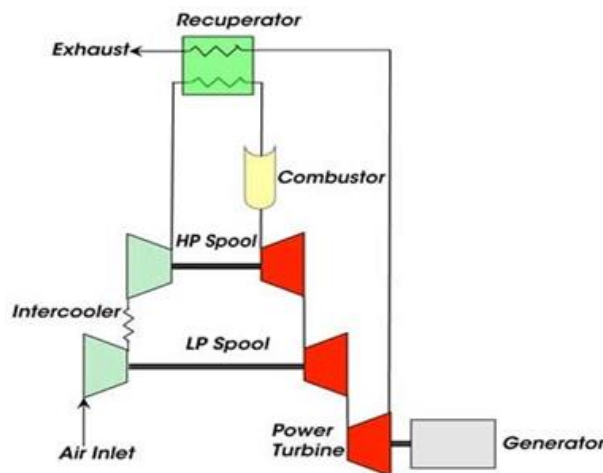 Recuperator
Exhaust
Combustor
HP Spool
Intercooler
LP Spool
Power
Turbine
Generator
Air Inlet